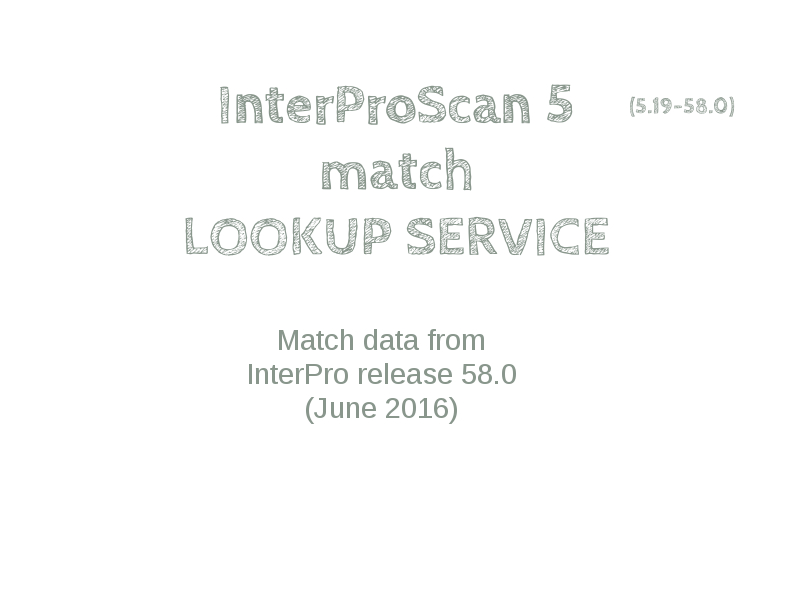 InterProScan 5 (5.19-58.0)
match
LOOKUP SERVICE
Match data from
InterPro release 58.0
(June 2016)